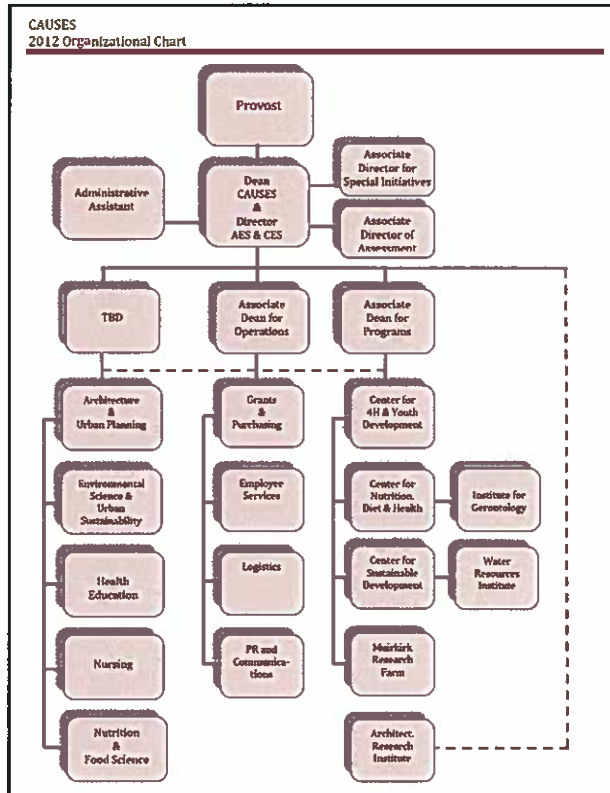 CAUSES
2012 Organizational Chart
Provost
Administrative
Assistant
Dean
CAUSES
&
Director
AES & CES
Associate
Director for
Special Initiatives
Associate
Director of
Assessment
TBD
Associate
Dean for
Operations
Associate
Dean for
Programs
Architecture
&
Urban Planning
Grants
&
Purchasing
Center for
4H & Youth
Development
Environmental
Science &
Urban
Sustainability
Employee
Services
Center for
Nutrition,
Diet & Health
Institute for
Gerontology
Health
Education
Logistics
Center for
Sustainable
Development
Water
Resources
Institute
Nursing
PR and
Communica-
tions
Muirkirk
Research
Farm
Nutrition
&
Food Science
Architect.
Research
Institute